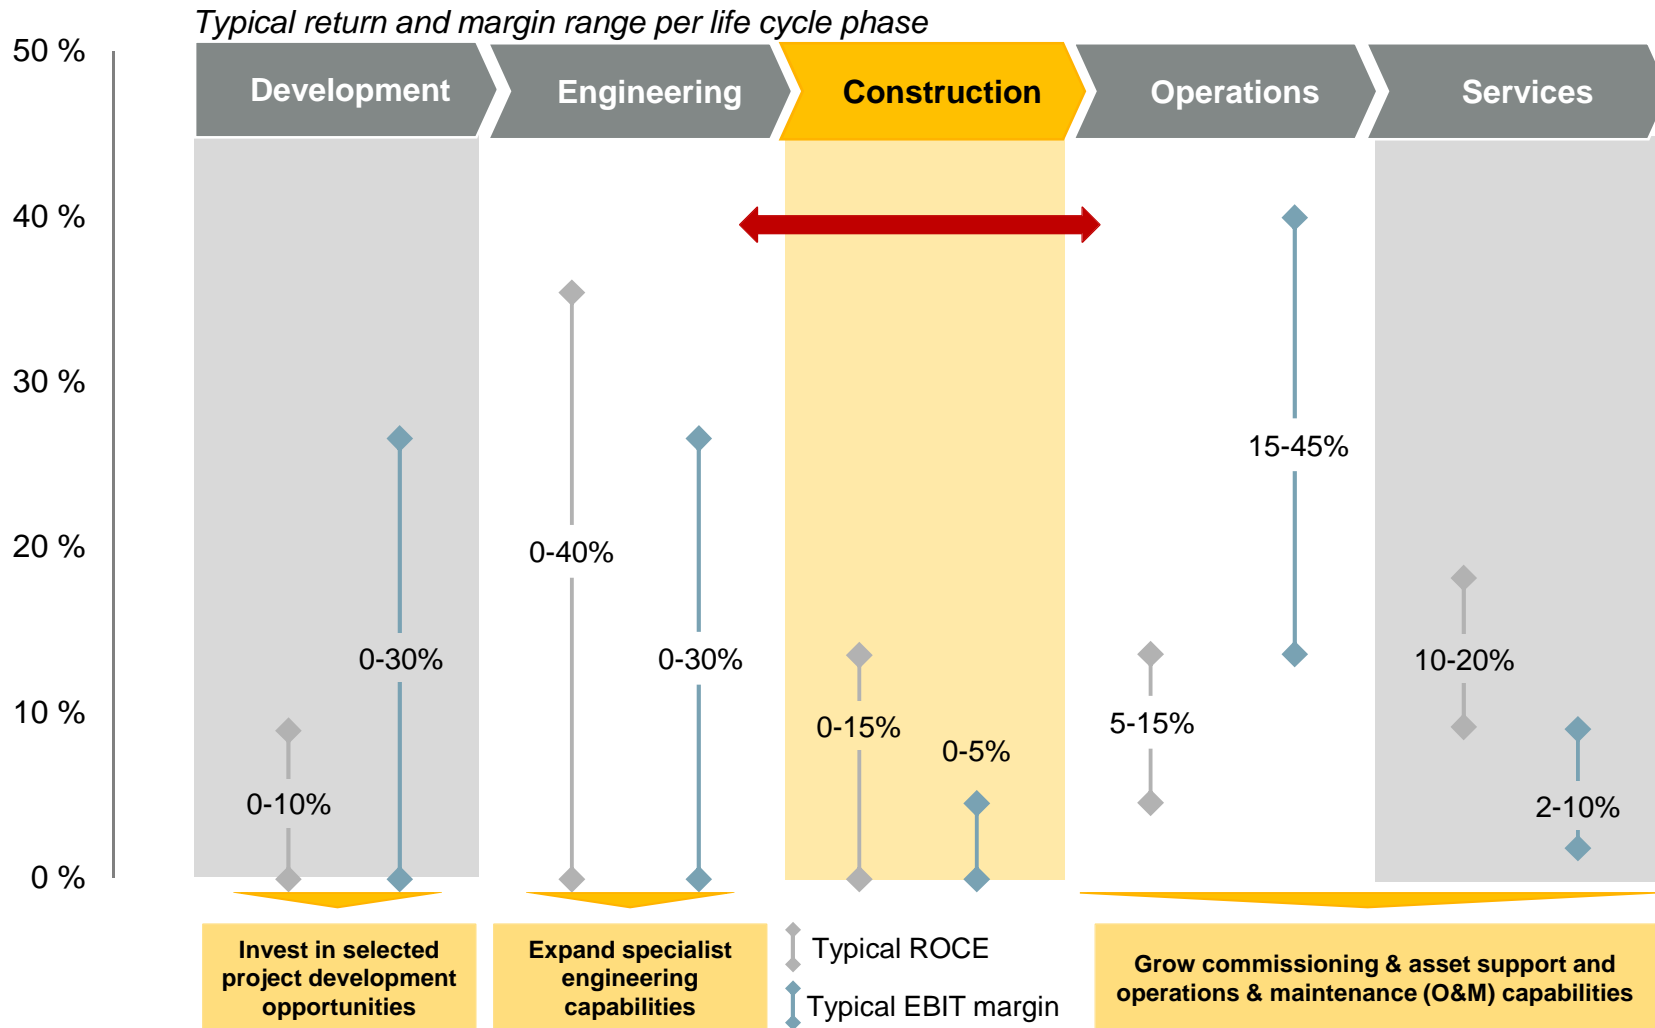 Typical return and margin range per life cycle phase
50 %
40 %
30 %
20 %
10 %
0 %
Development
Engineering
Construction
Operations
Services
0-10%
0-30%
0-40%
0-30%
0-15%
0-5%
5-15%
15-45%
10-20%
2-10%
Invest in selected
project development
opportunities
Expand specialist
engineering
capabilities
Typical ROCE
Typical EBIT margin
Grow commissioning & asset support and
operations & maintenance (O&M) capabilities